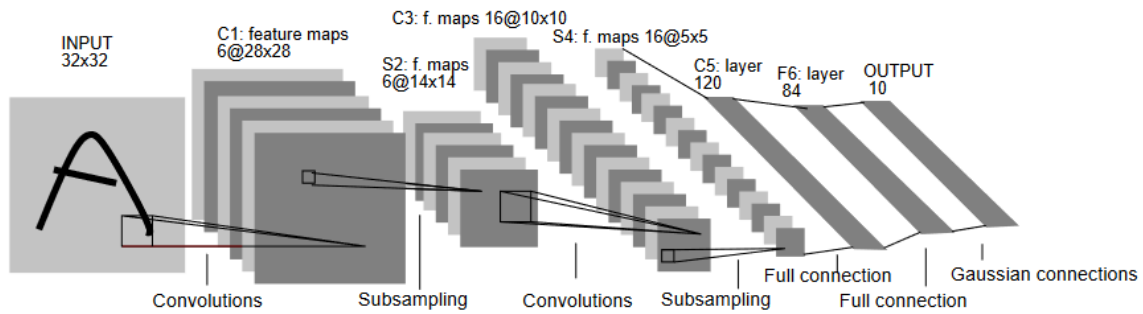 INPUT
32x32
C1: feature maps
6@28x28
S2: f. maps
6@14x14
C3: f. maps 16@10x10
S4: f. maps 16@5x5
C5: layer
120
F6: layer
84
OUTPUT
10
Convolutions
Subsampling
Convolutions
Subsampling
Full connection
Full connection
Gaussian connections